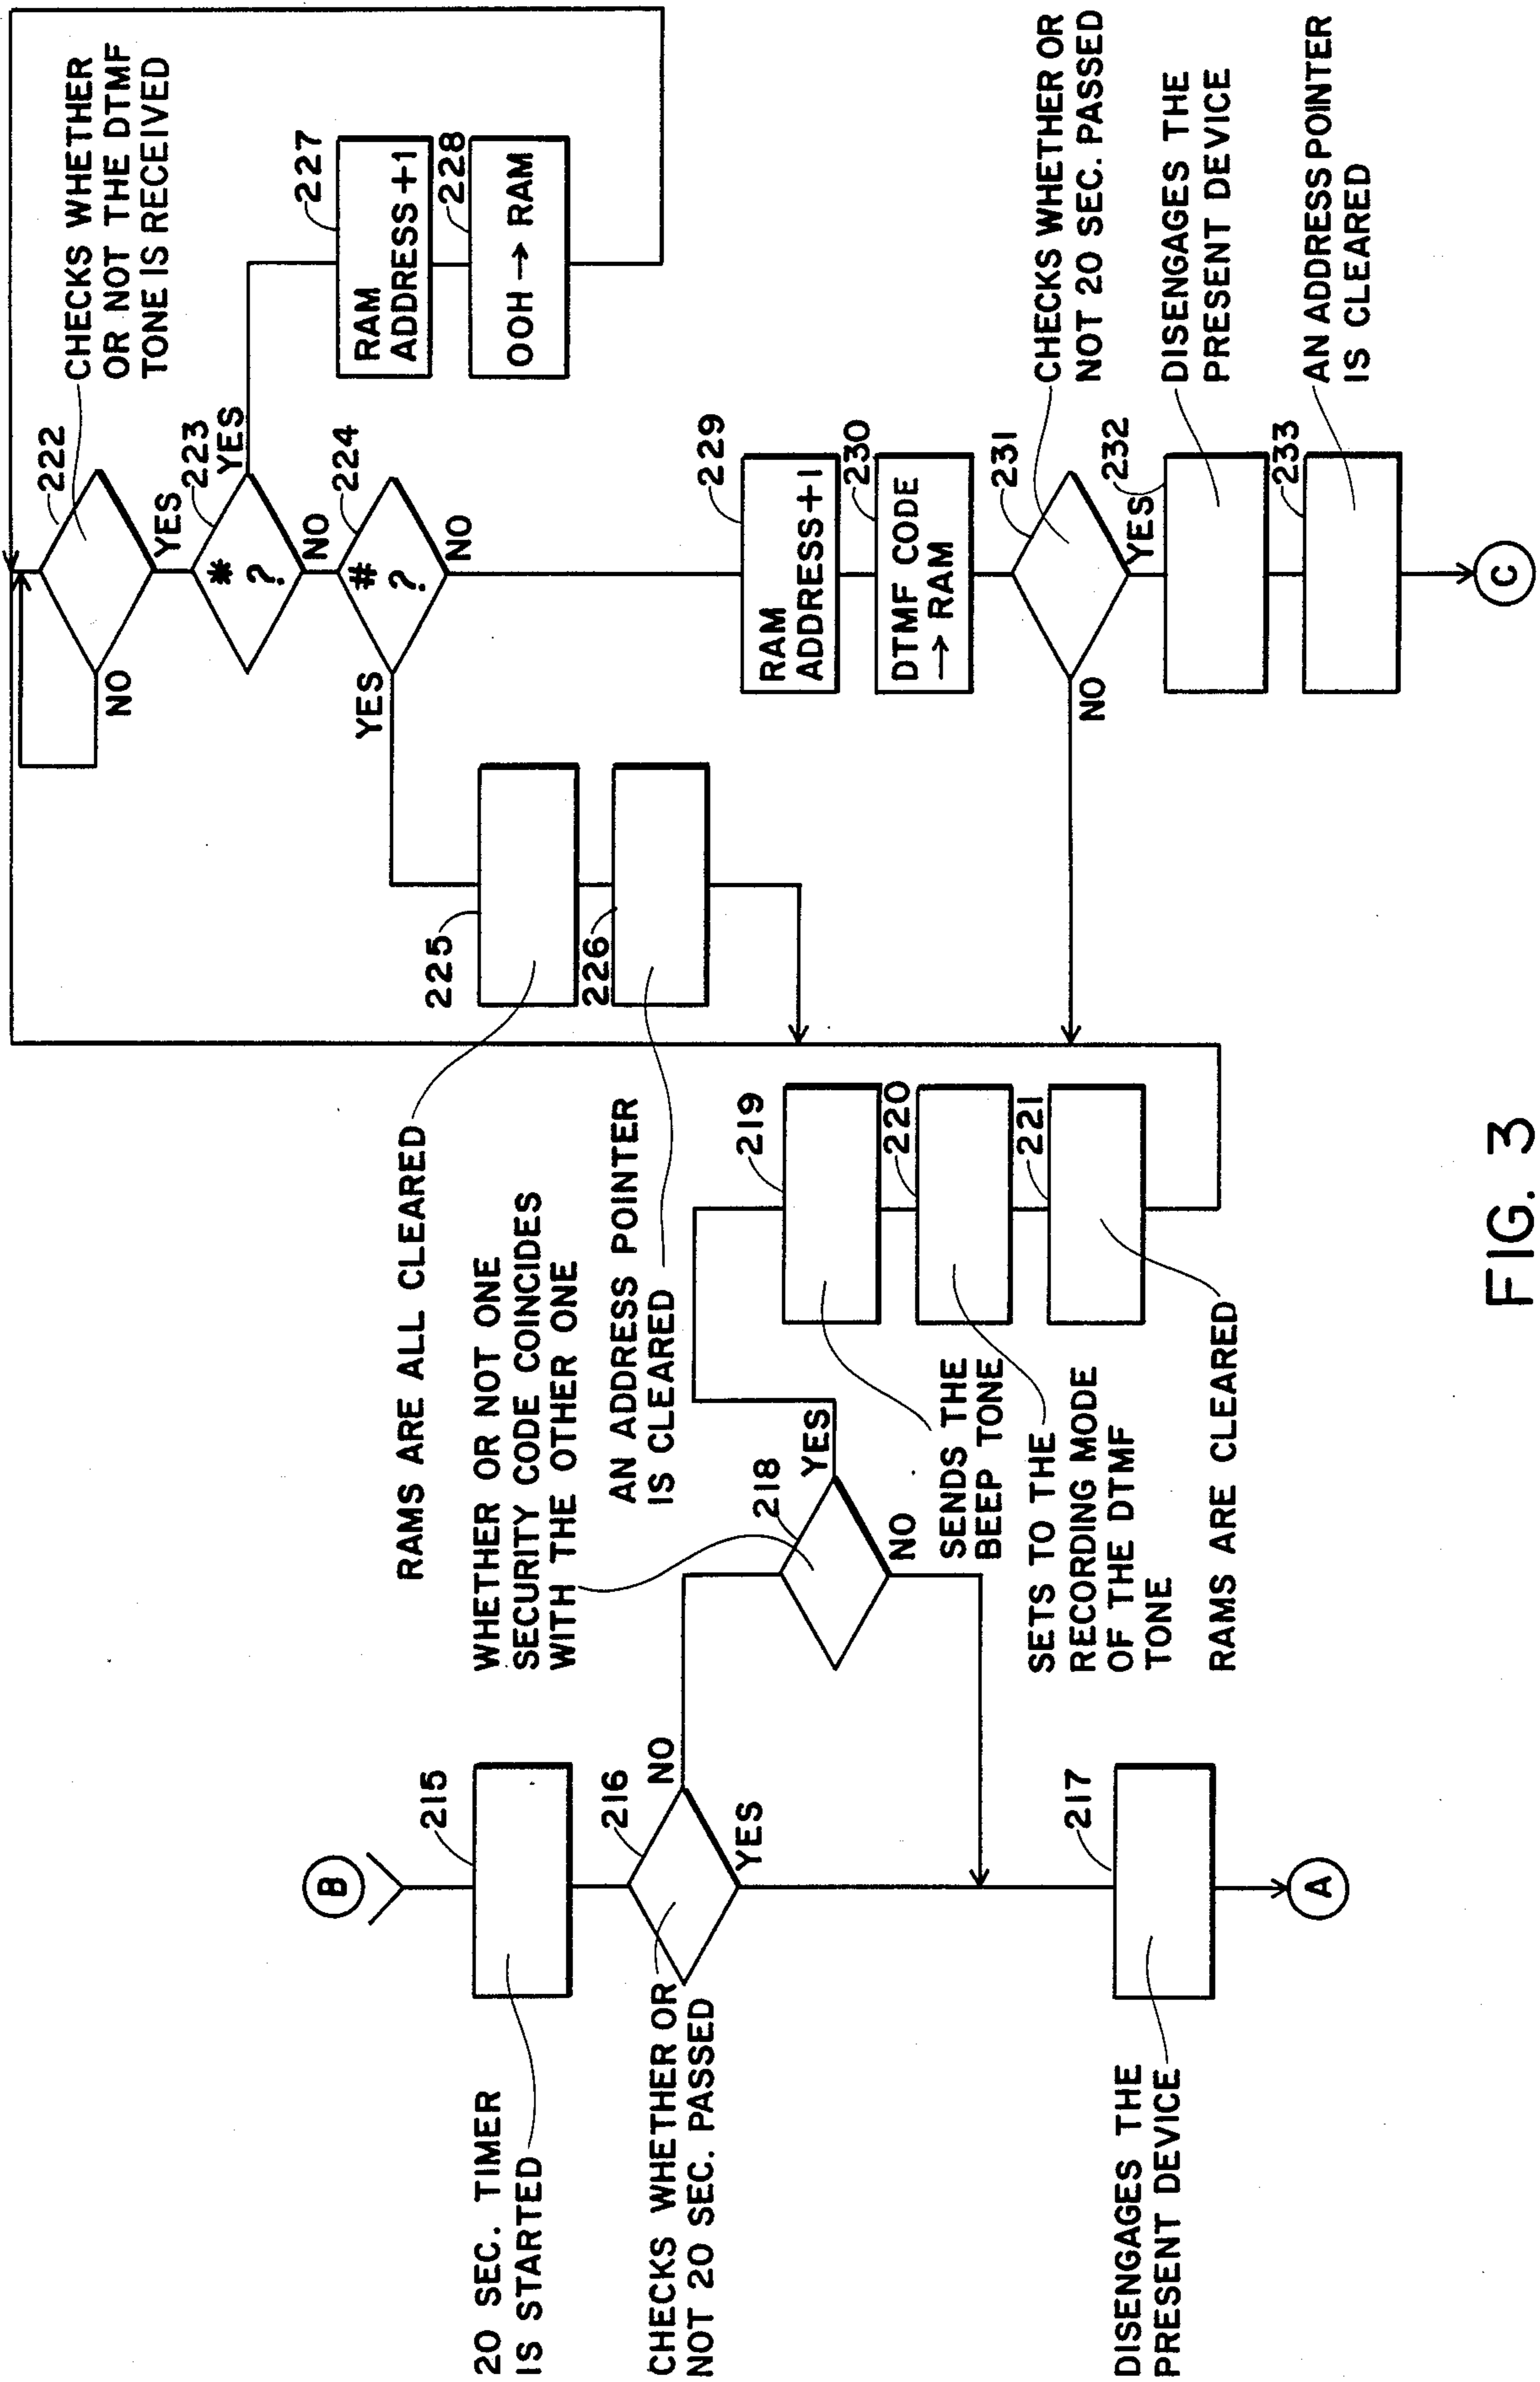 B
215
20 SEC. TIMER
IS STARTED
216
NO
YES
CHECKS WHETHER OR
NOT 20 SEC. PASSED
217
DISENGAGES THE
PRESENT DEVICE
A
WHETHER OR NOT ONE
SECURITY CODE COINCIDES
WITH THE OTHER ONE
218
YES
NO
219
SENDS THE
BEEP TONE
220
SETS TO THE
RECORDING MODE
OF THE DTMF
TONE
221
RAMS ARE CLEARED
222
CHECKS WHETHER
OR NOT THE DTMF
TONE IS RECEIVED
NO
YES
223
*
?
YES
NO
224
#
?
YES
NO
225
RAMS ARE ALL CLEARED
226
AN ADDRESS POINTER
IS CLEARED
227
RAM
ADDRESS+1
228
OOH → RAM
229
RAM
ADDRESS+1
230
DTMF CODE
→ RAM
231
CHECKS WHETHER OR
NOT 20 SEC. PASSED
NO
YES
232
DISENGAGES THE
PRESENT DEVICE
233
AN ADDRESS POINTER
IS CLEARED
C
FIG. 3